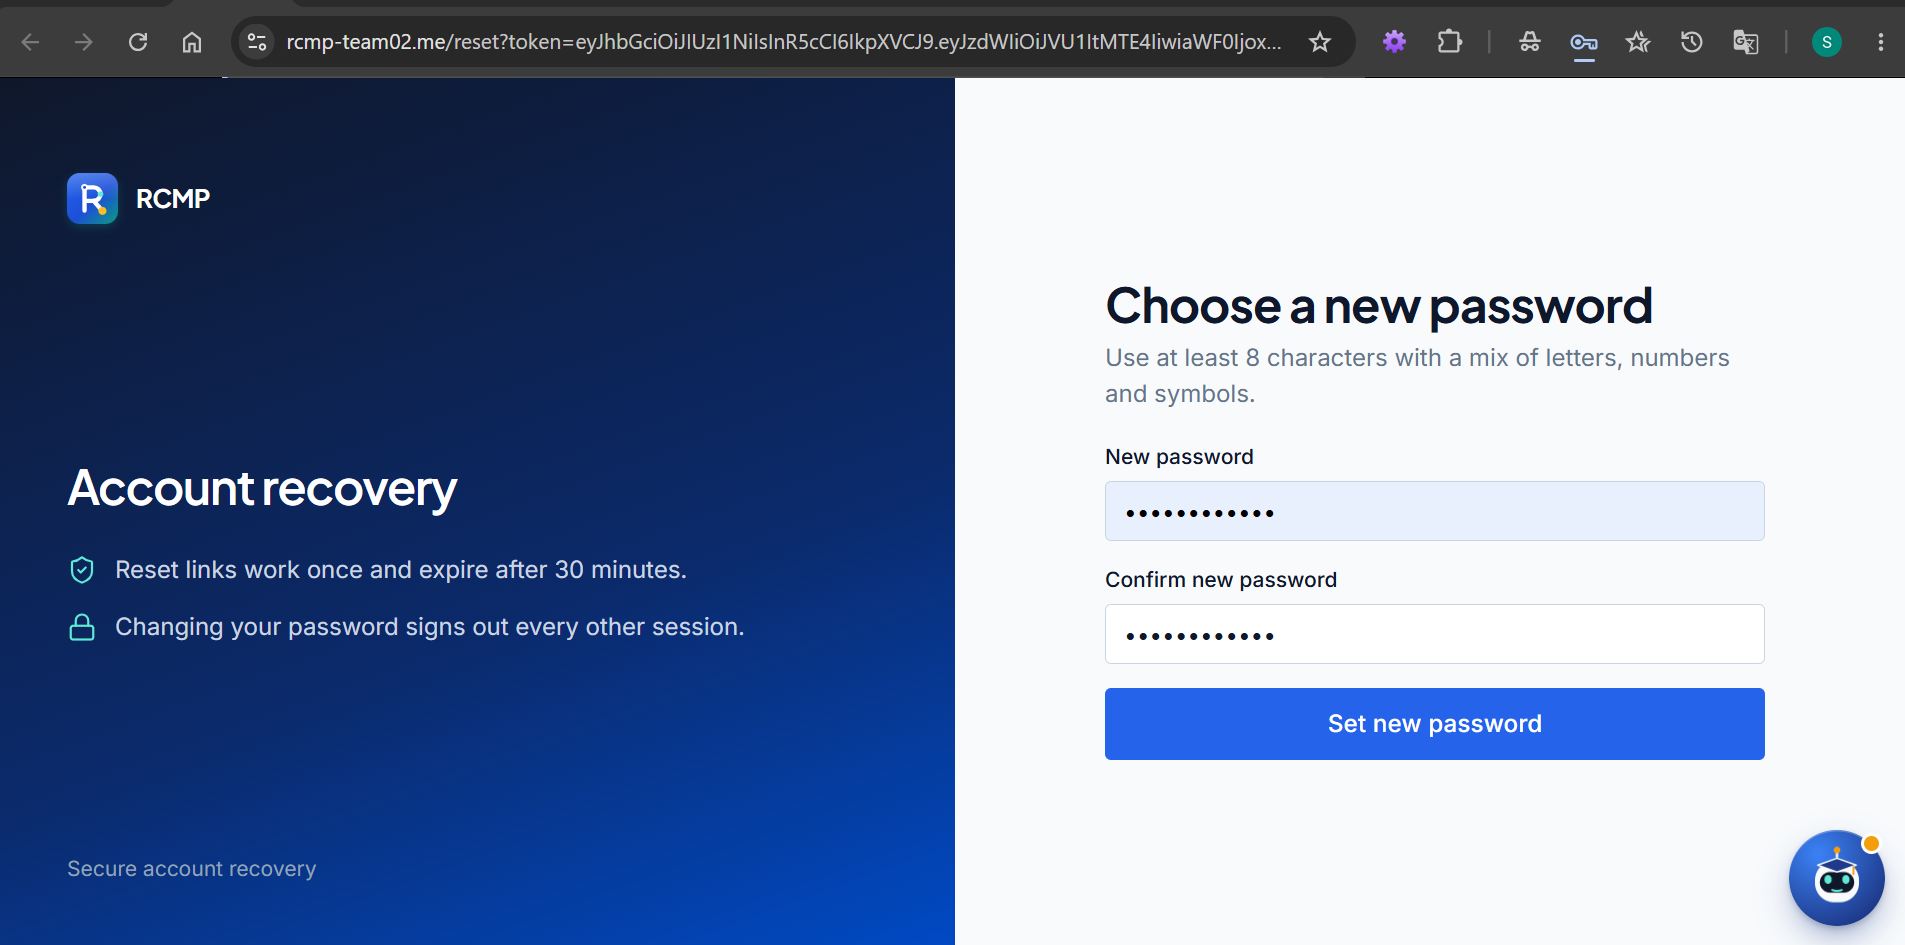 rcmp-team02.me/reset?token=eyJhbGciOiJIUzI1NiIsInR5cCI6IkpXVCJ9.eyJzdWIiOiJVU1ItMTE4IiwiaWF0Ijox...
S
RCMP
Account recovery
Reset links work once and expire after 30 minutes.
Changing your password signs out every other session.
Secure account recovery
Choose a new password
Use at least 8 characters with a mix of letters, numbers
and symbols.
New password
••••••••••••
Confirm new password
••••••••••••
Set new password